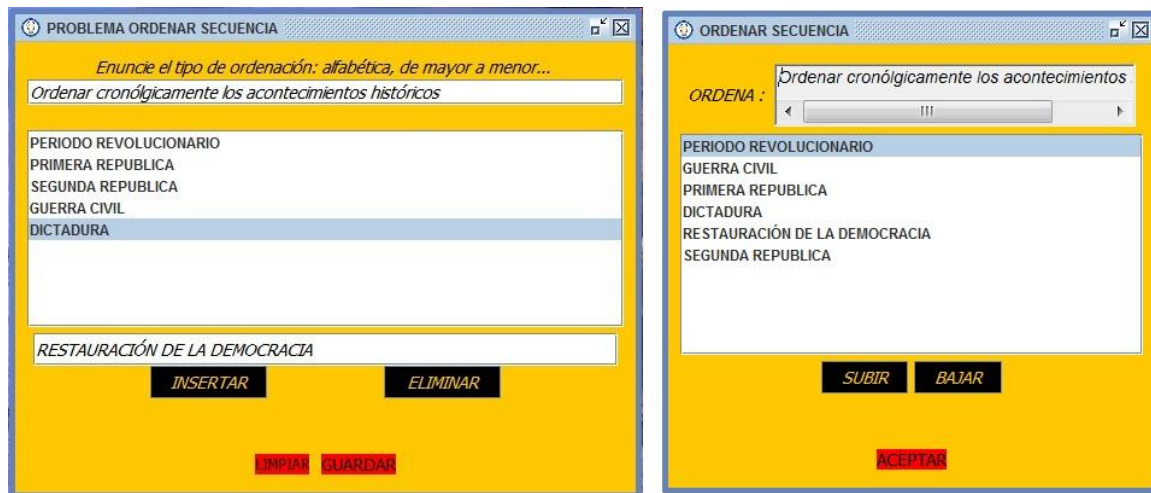 PROBLEMA ORDENAR SECUENCIA
Enuncie el tipo de ordenación: alfabética, de mayor a menor...
Ordenar cronólgicamente los acontecimientos históricos
PERIODO REVOLUCIONARIO
PRIMERA REPUBLICA
SEGUNDA REPUBLICA
GUERRA CIVIL
DICTADURA
RESTAURACIÓN DE LA DEMOCRACIA
INSERTAR ELIMINAR
LIMPIAR GUARDAR
ORDENAR SECUENCIA
ORDENA :
Ordenar cronólgicamente los acontecimientos
PERIODO REVOLUCIONARIO
GUERRA CIVIL
PRIMERA REPUBLICA
DICTADURA
RESTAURACIÓN DE LA DEMOCRACIA
SEGUNDA REPUBLICA
SUBIR BAJAR
ACEPTAR